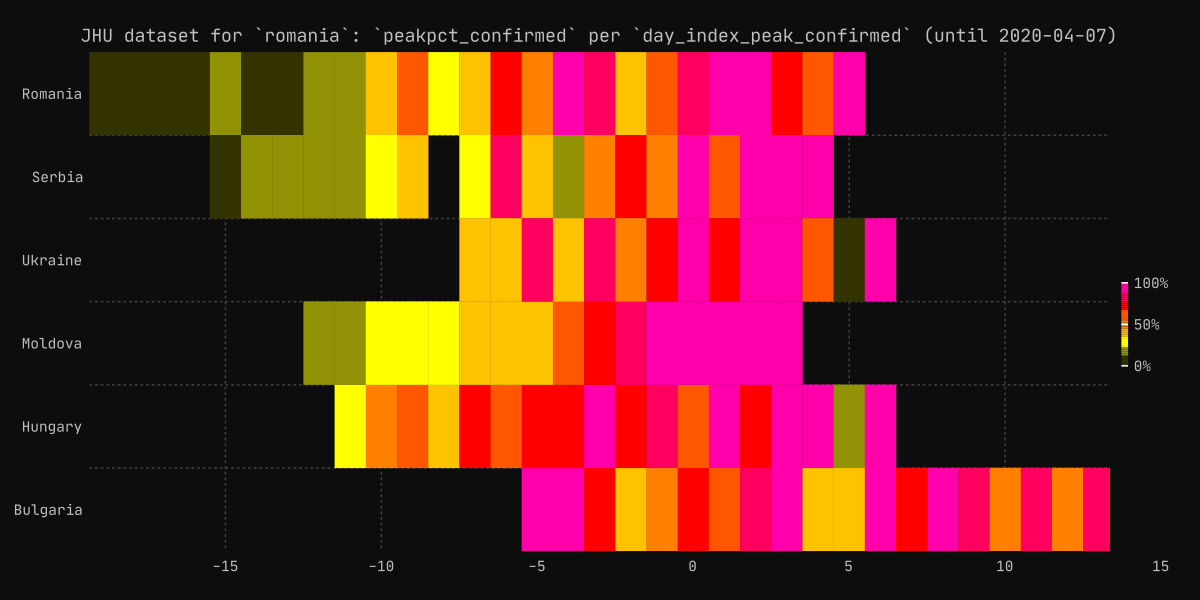 JHU dataset for `romania`: `peakpct_confirmed` per `day_index_peak_confirmed` (until 2020-04-07)
Romania
Serbia
Ukraine
Moldova
Hungary
Bulgaria
100%
50%
0%
−15
−10
−5
0
5
10
15